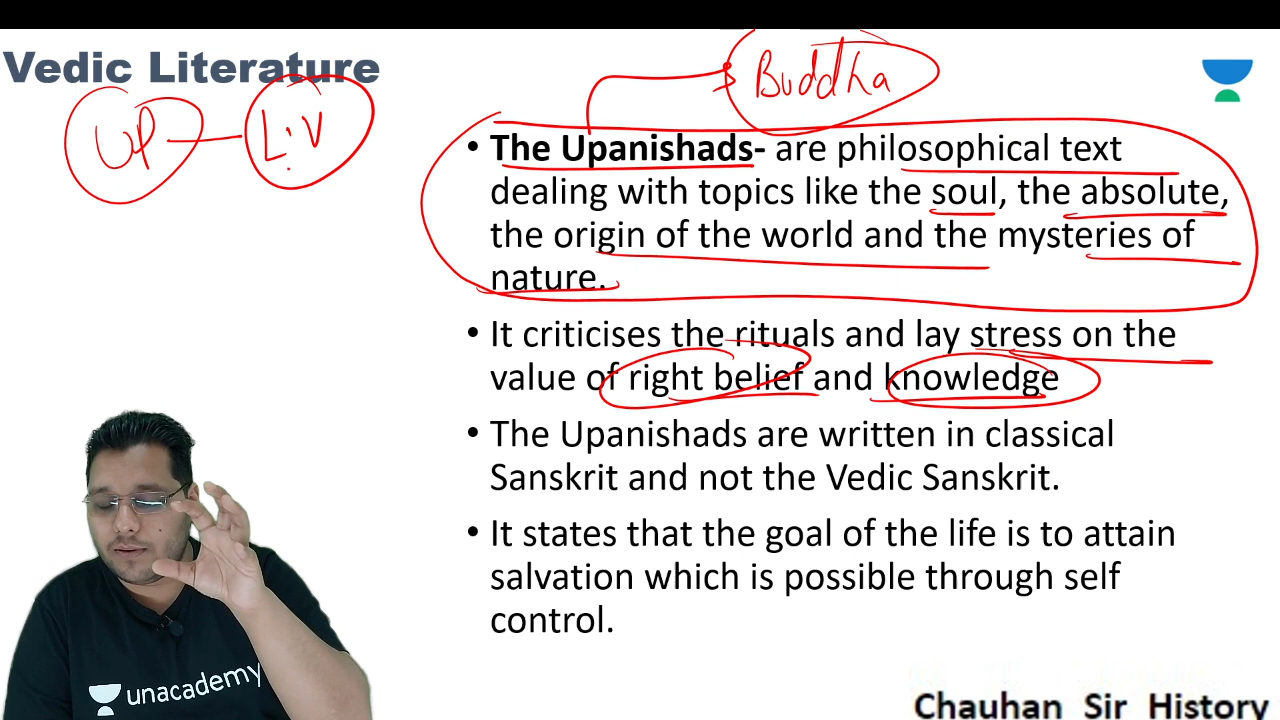 Vedic Literature
Buddha
UP - L.V
• The Upanishads- are philosophical text
dealing with topics like the soul, the absolute,
the origin of the world and the mysteries of
nature.
• It criticises the rituals and lay stress on the
value of right belief and knowledge
• The Upanishads are written in classical
Sanskrit and not the Vedic Sanskrit.
• It states that the goal of the life is to attain
salvation which is possible through self
control.
unacademy
Chauhan Sir History